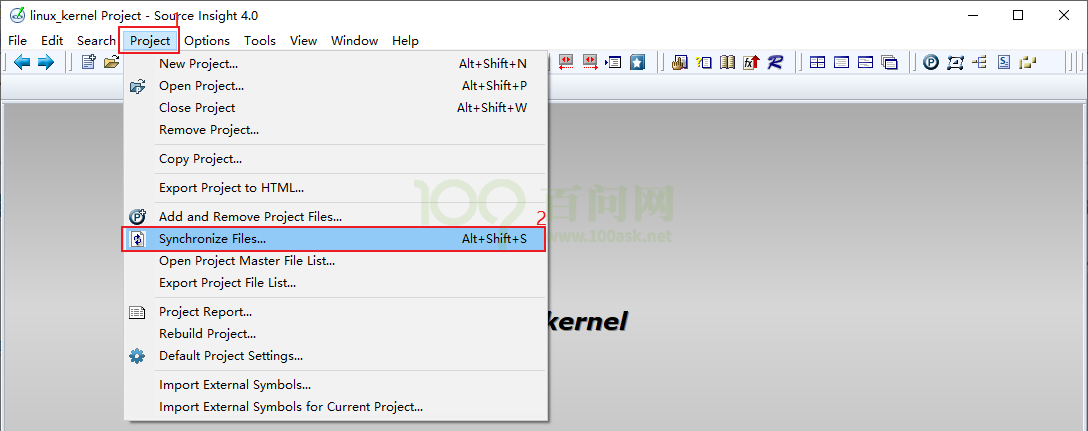 linux_kernel Project - Source Insight 4.0
1
File Edit Search Project Options Tools View Window Help
New Project... Alt+Shift+N
Open Project... Alt+Shift+P
Close Project Alt+Shift+W
Remove Project...
Copy Project...
Export Project to HTML...
100 百问网
Add and Remove Project Files...
2
Synchronize Files... Alt+Shift+S
www.100ask.net
Open Project Master File List...
Export Project File List...
Project Report...
kernel
Rebuild Project...
Default Project Settings...
Import External Symbols...
Import External Symbols for Current Project...